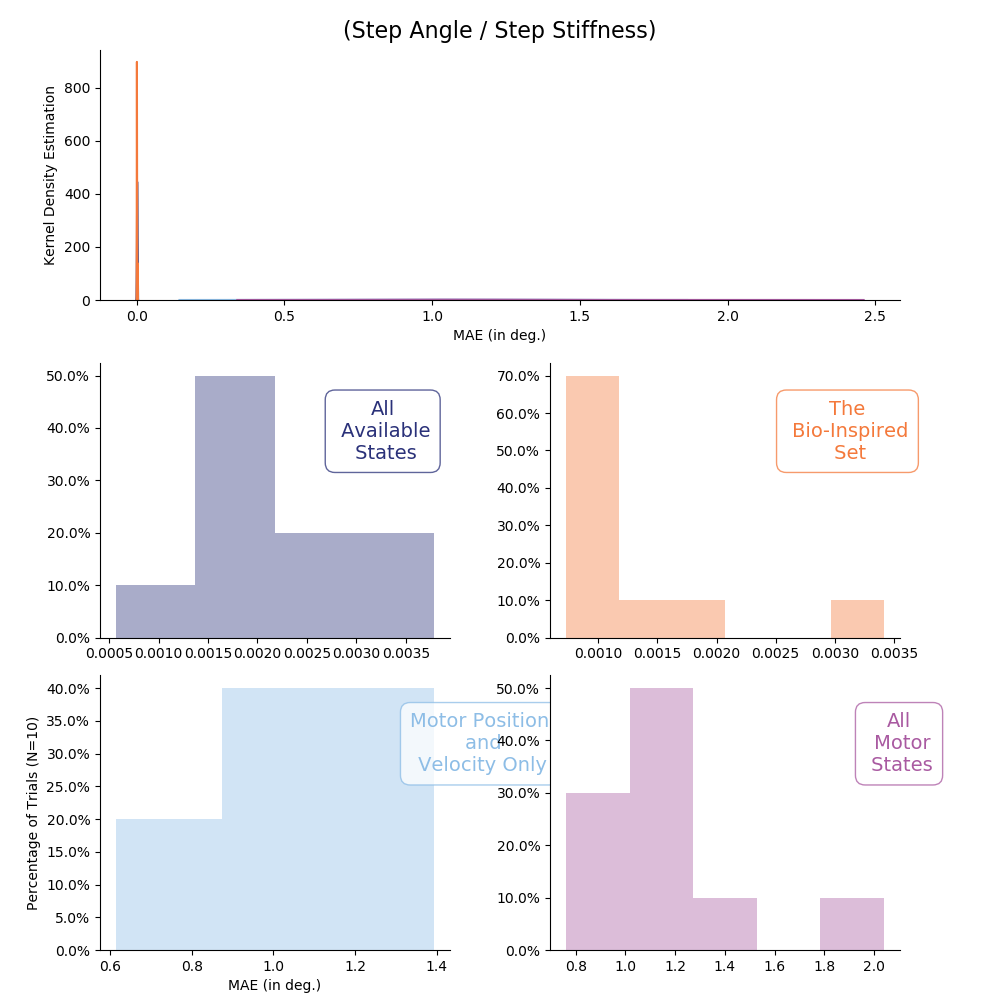 (Step Angle / Step Stiffness)
Kernel Density Estimation
800
600
400
200
0
0.0 0.5 1.0 1.5 2.0 2.5
MAE (in deg.)
50.0%
40.0%
30.0%
20.0%
10.0%
0.0%
All
Available
States
0.0005 0.0010 0.0015 0.0020 0.0025 0.0030 0.0035
70.0%
60.0%
50.0%
40.0%
30.0%
20.0%
10.0%
0.0%
The
Bio-Inspired
Set
0.0010 0.0015 0.0020 0.0025 0.0030 0.0035
Percentage of Trials (N=10)
40.0%
35.0%
30.0%
25.0%
20.0%
15.0%
10.0%
5.0%
0.0%
Motor Position
and
Velocity Only
0.6 0.8 1.0 1.2 1.4
MAE (in deg.)
50.0%
40.0%
30.0%
20.0%
10.0%
0.0%
All
Motor
States
0.8 1.0 1.2 1.4 1.6 1.8 2.0